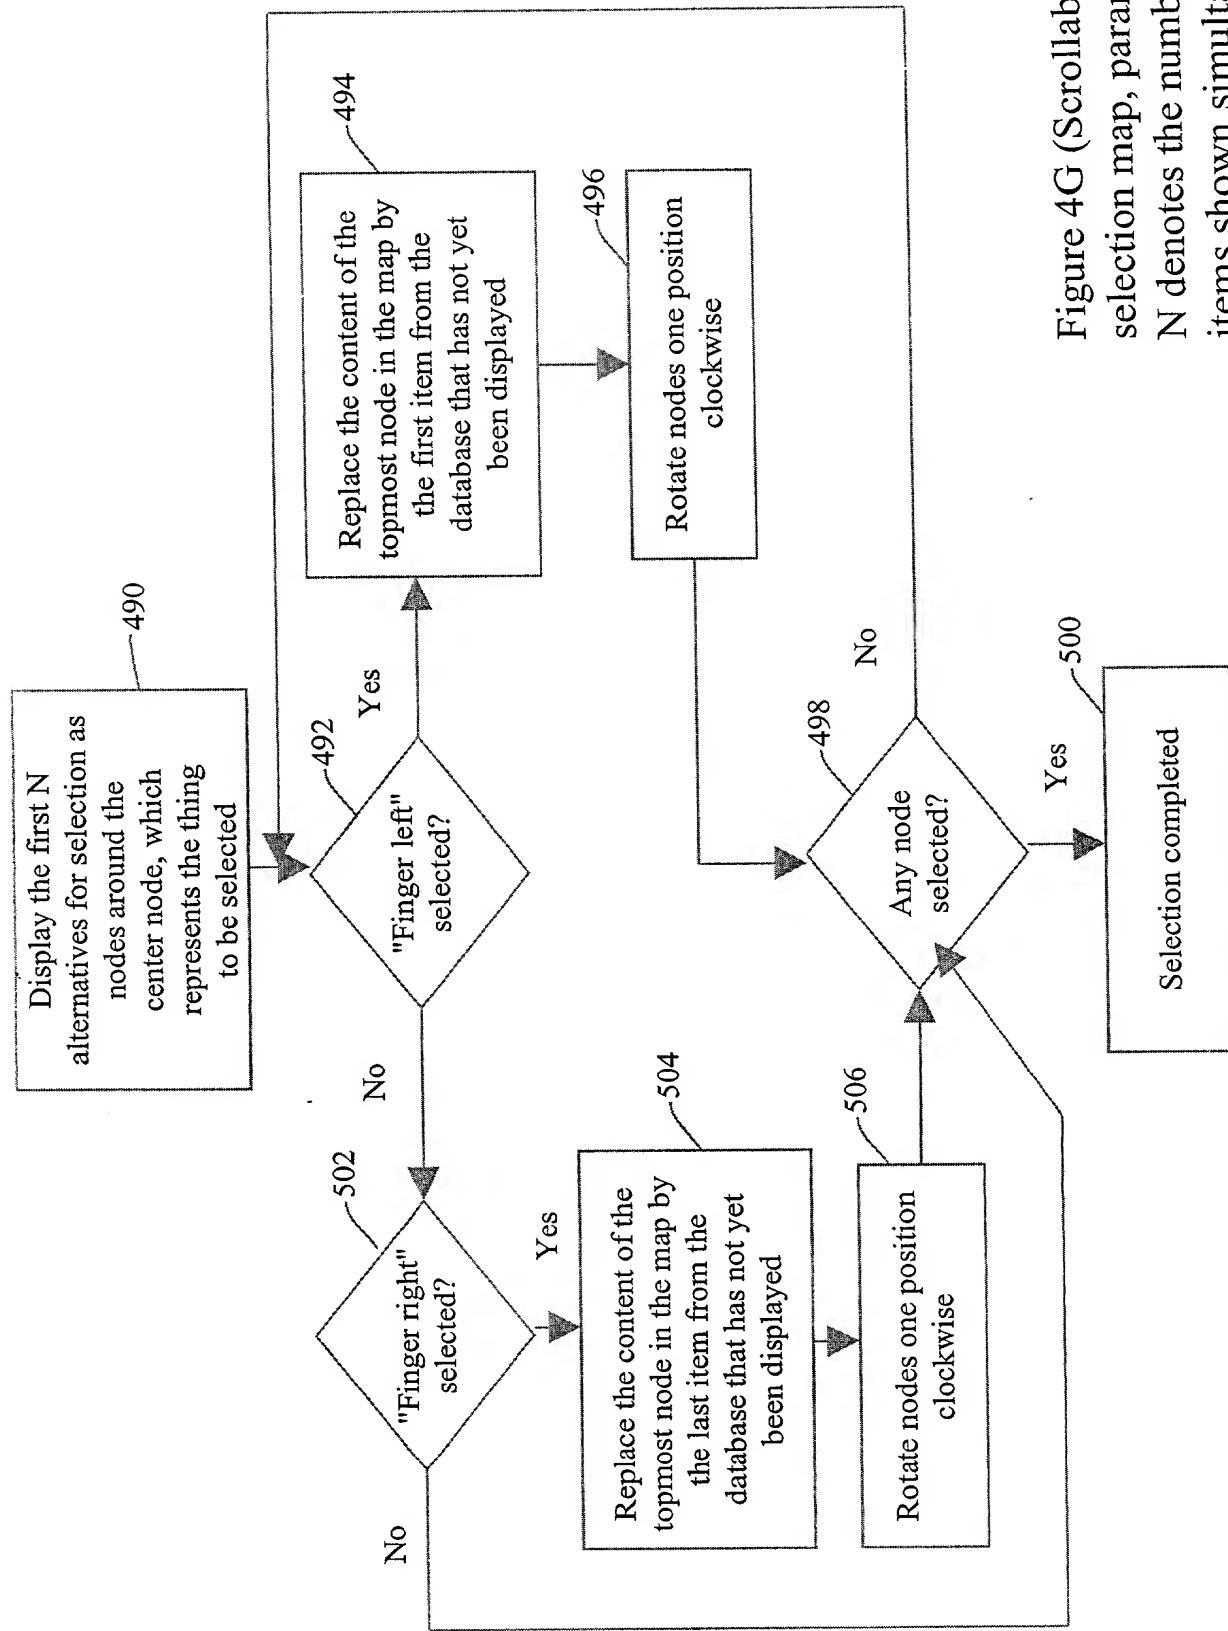 Display the first N
alternatives for selection as
nodes around the
center node, which
represents the thing
to be selected
490
"Finger left"
selected?
492
Yes
No
Replace the content of the
topmost node in the map by
the first item from the
database that has not yet
been displayed
494
Rotate nodes one position
clockwise
496
"Finger right"
selected?
502
Yes
No
Replace the content of the
topmost node in the map by
the last item from the
database that has not yet
been displayed
504
Rotate nodes one position
clockwise
506
Any node
selected?
498
No
Yes
Selection completed
500
Figure 4G (Scrollab
selection map, para
N denotes the numb
items shown simult